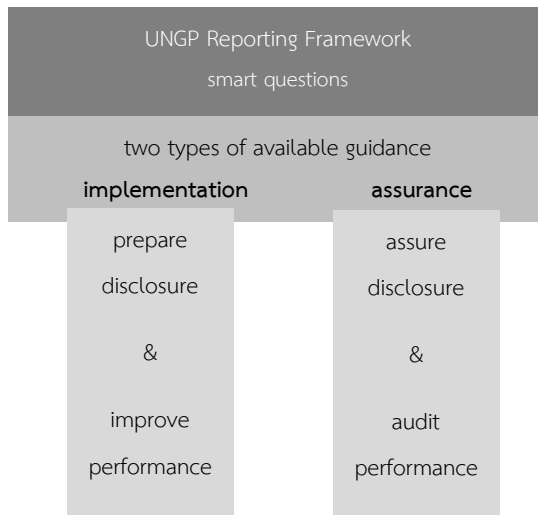 UNGP Reporting Framework
smart questions
two types of available guidance
implementation
assurance
prepare
disclosure
&
improve
performance
assure
disclosure
&
audit
performance